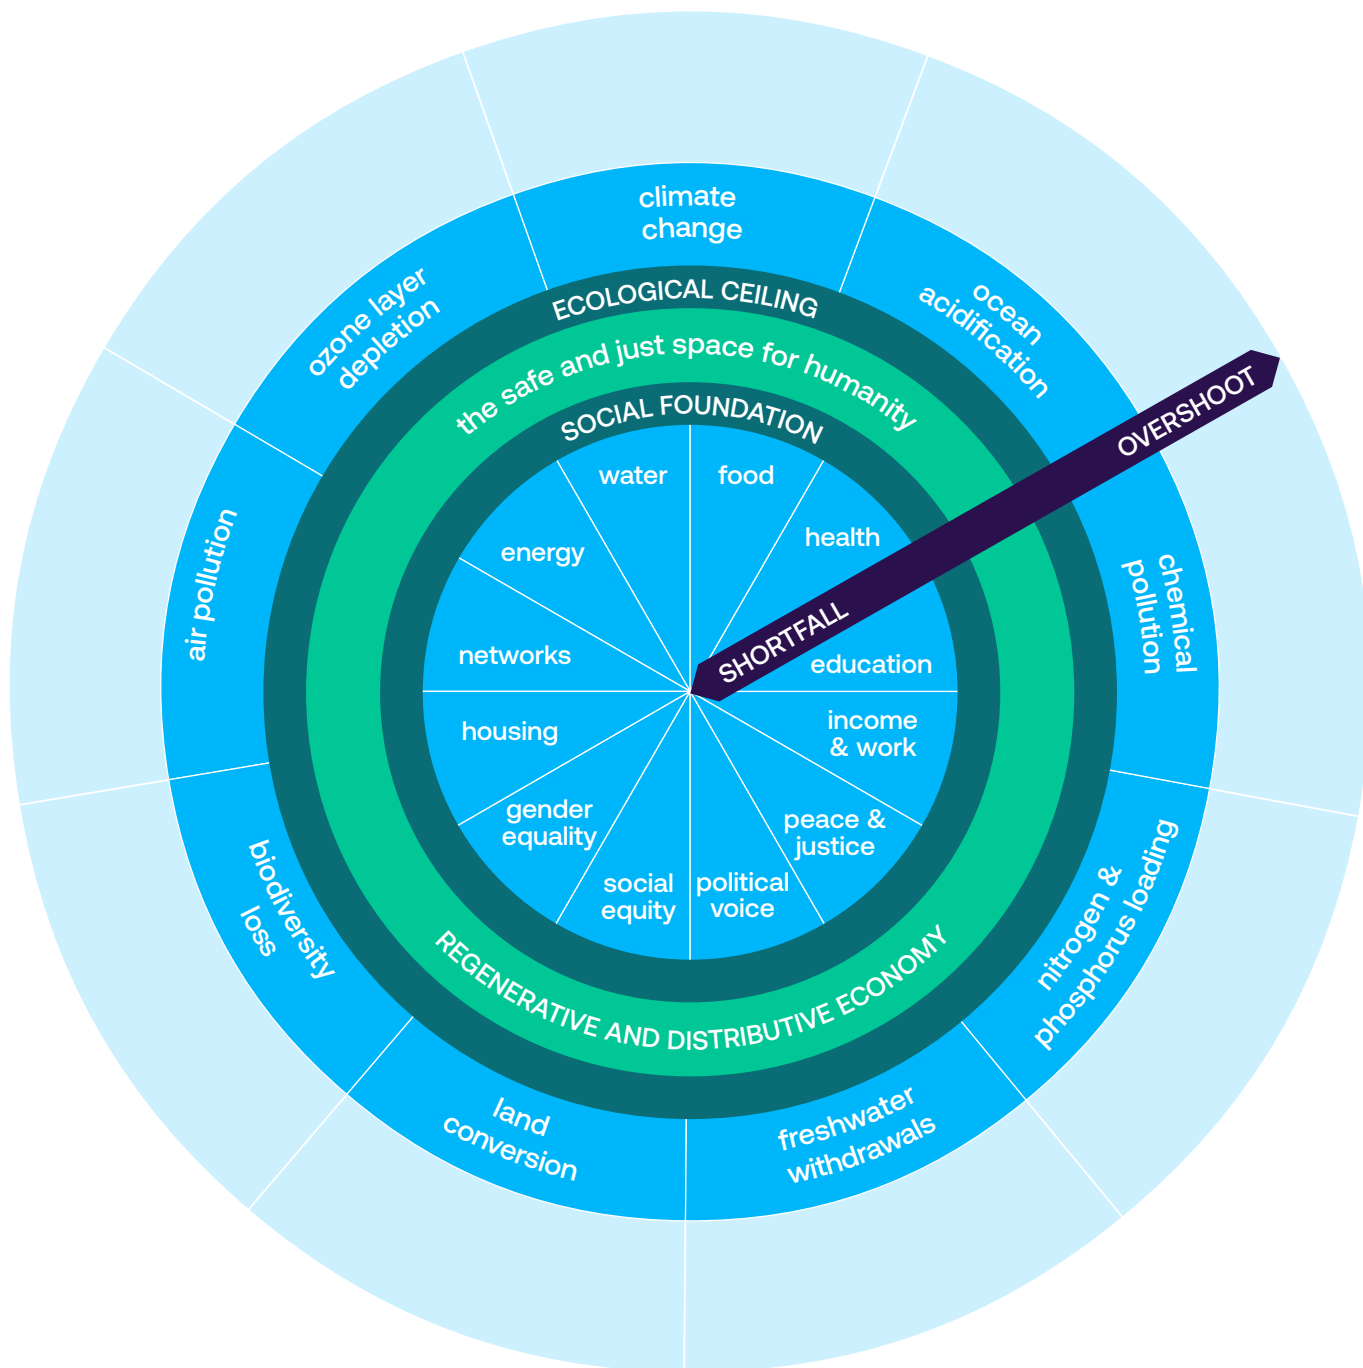 climate
change
ozone layer
depletion
ocean
acidification
ECOLOGICAL CEILING
the safe and just space for humanity
SOCIAL FOUNDATION
OVERSHOOT
water
food
energy
health
air pollution
chemical
pollution
SHORTFALL
networks
education
housing
income
& work
gender
equality
peace &
justice
social
equity
political
voice
biodiversity
loss
nitrogen &
phosphorus loading
REGENERATIVE AND DISTRIBUTIVE ECONOMY
land
conversion
freshwater
withdrawals